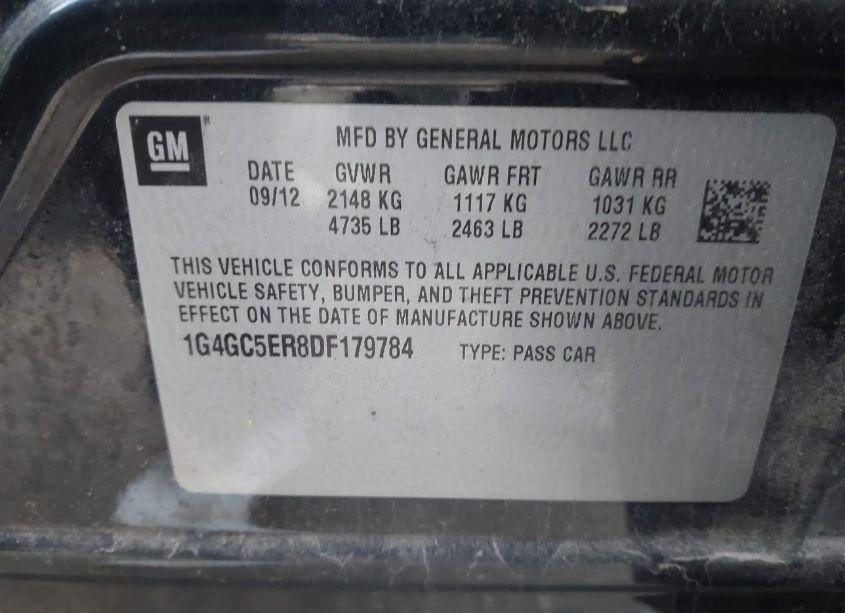 GM® MFD BY GENERAL MOTORS LLC
DATE GVWR GAWR FRT GAWR RR
09/12 2148 KG 1117 KG 1031 KG
4735 LB 2463 LB 2272 LB
THIS VEHICLE CONFORMS TO ALL APPLICABLE U.S. FEDERAL MOTOR
VEHICLE SAFETY, BUMPER, AND THEFT PREVENTION STANDARDS IN
EFFECT ON THE DATE OF MANUFACTURE SHOWN ABOVE.
1G4GC5ER8DF179784 TYPE: PASS CAR